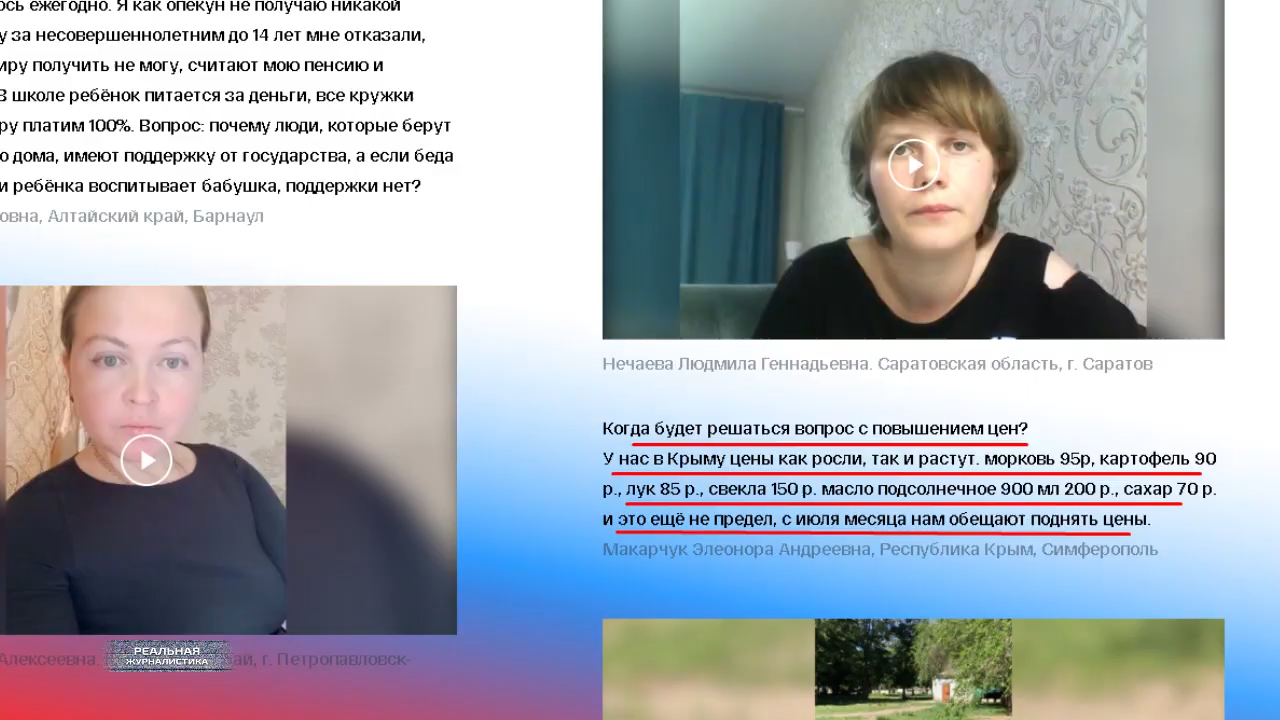 ось ежегодно. Я как опекун не получаю никакой
у за несовершеннолетним до 14 лет мне отказали,
иру получить не могу, считают мою пенсию и
В школе ребёнок питается за деньги, все кружки
ру платим 100%. Вопрос: почему люди, которые берут
о дома, имеют поддержку от государства, а если беда
и ребёнка воспитывает бабушка, поддержки нет?
овна, Алтайский край, Барнаул
Алексеевна.
ай, г. Петропавловск-
РЕАЛЬНАЯ
ЖУРНАЛИСТИКА
Нечаева Людмила Геннадьевна. Саратовская область, г. Саратов
Когда будет решаться вопрос с повышением цен?
У нас в Крыму цены как росли, так и растут. морковь 95р, картофель 90
р., лук 85 р., свекла 150 р. масло подсолнечное 900 мл 200 р., сахар 70 р.
и это ещё не предел, с июля месяца нам обещают поднять цены.
Макарчук Элеонора Андреевна, Республика Крым, Симферополь